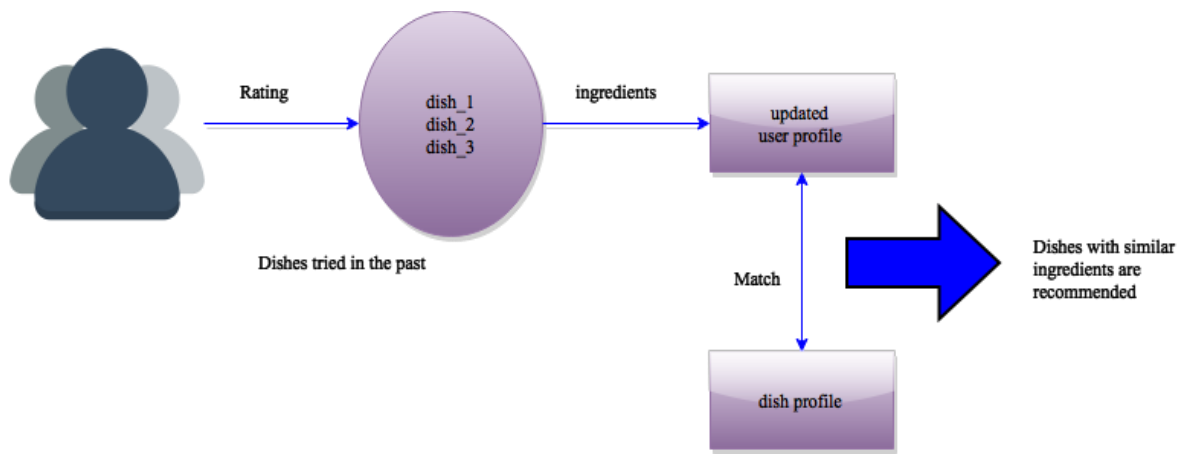 Rating
dish_1
dish_2
dish_3
Dishes tried in the past
ingredients
updated
user profile
Match
dish profile
Dishes with similar
ingredients are
recommended